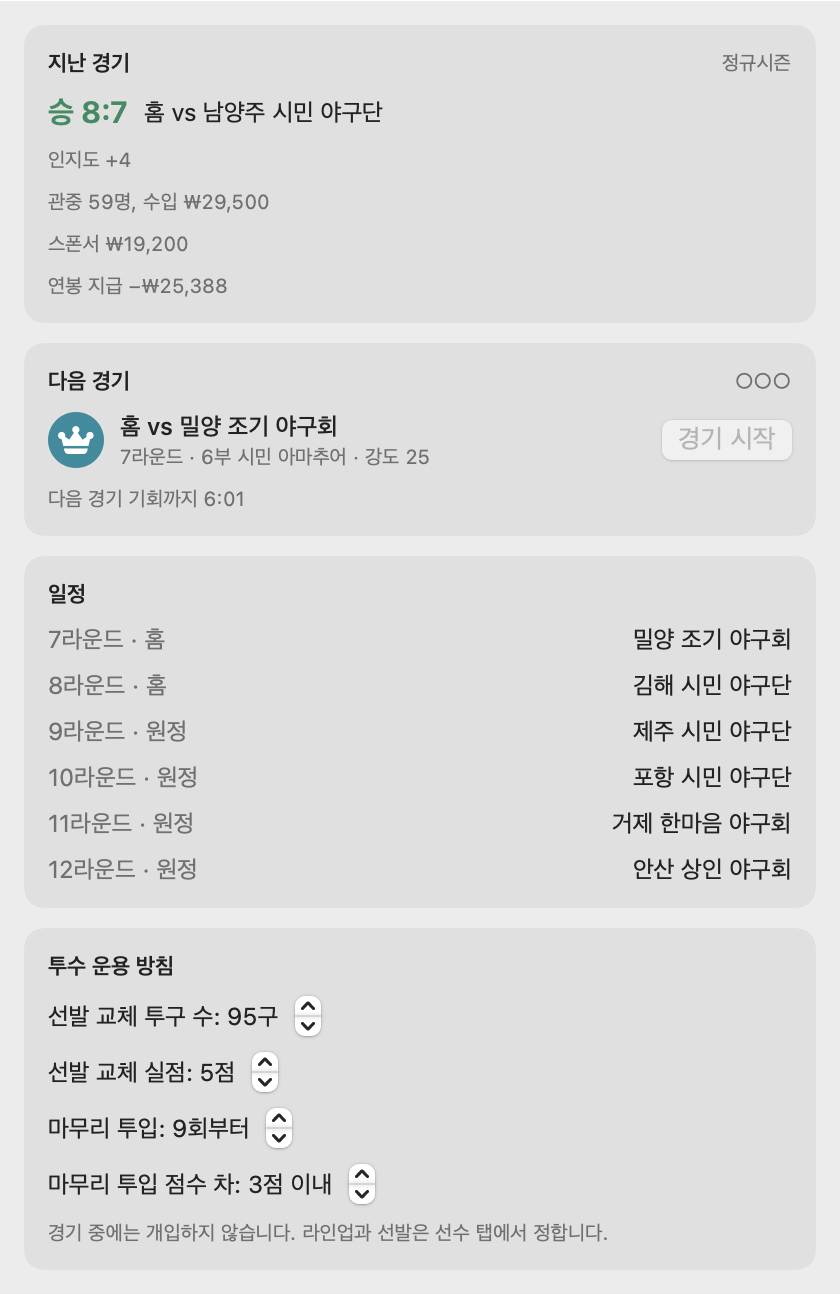 지난 경기
정규시즌
승 8:7 홈 vs 남양주 시민 야구단
인지도 +4
관중 59명, 수입 ₩29,500
스폰서 ₩19,200
연봉 지급 −₩25,388
다음 경기
홈 vs 밀양 조기 야구회
7라운드 · 6부 시민 아마추어 · 강도 25
경기 시작
다음 경기 기회까지 6:01
일정
7라운드 · 홈 밀양 조기 야구회
8라운드 · 홈 김해 시민 야구단
9라운드 · 원정 제주 시민 야구단
10라운드 · 원정 포항 시민 야구단
11라운드 · 원정 거제 한마음 야구회
12라운드 · 원정 안산 상인 야구회
투수 운용 방침
선발 교체 투구 수: 95구
선발 교체 실점: 5점
마무리 투입: 9회부터
마무리 투입 점수 차: 3점 이내
경기 중에는 개입하지 않습니다. 라인업과 선발은 선수 탭에서 정합니다.